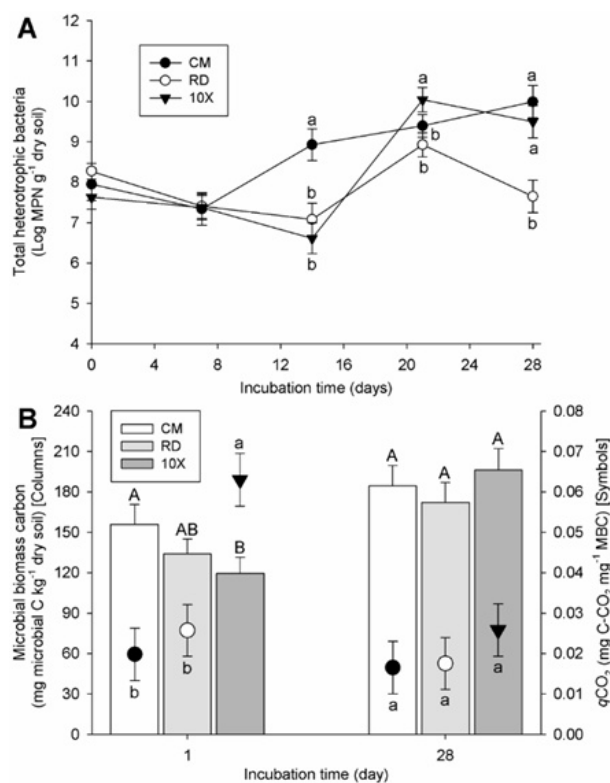 A
12
11
10
9
8
7
6
5
4
CM
RD
10X
a
a
a
b
b
b
b
a
b
0
4
8
12
16
20
24
28
Total heterotrophic bacteria
(Log MPN g⁻¹ dry soil)
Incubation time (days)
B
240
210
180
150
120
90
60
30
0
CM
RD
10X
a
A
AB
B
b
b
A
A
A
a
a
a
0.08
0.07
0.06
0.05
0.04
0.03
0.02
0.01
0.00
Microbial biomass carbon
(mg microbial C kg⁻¹ dry soil) [Columns]
qCO₂ (mg C-CO₂ mg⁻¹ MBC) [Symbols]
1
28
Incubation time (day)